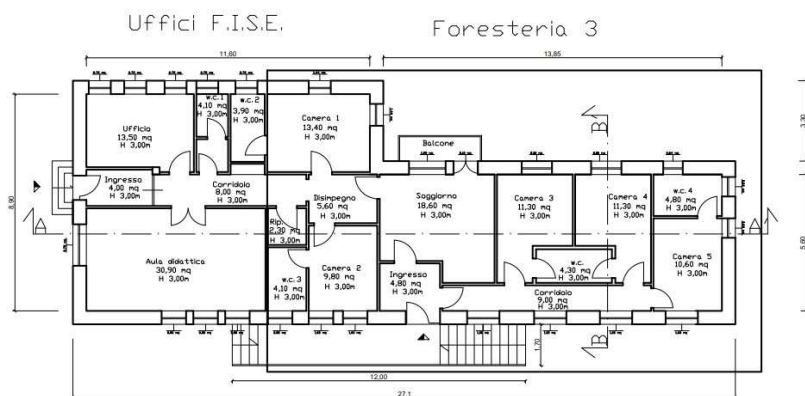 Uffici F.I.S.E.
Foresteria 3
11,60
13,85
w.c.1
4,10 mq
H 3,00m
w.c.2
3,90 mq
H 3,00m
Ufficio
13,50 mq
H 3,00m
Camera 1
13,40 mq
H 3,00m
Balcone
3,30
8,90
Ingresso
4,00 mq
H 3,00m
Corridoio
8,00 mq
H 3,00m
Disimpegno
5,60 mq
H 3,00m
Soggiorno
18,60 mq
H 3,00m
Camera 3
11,30 mq
H 3,00m
Camera 4
11,30 mq
H 3,00m
w.c.4
4,80 mq
H 3,00m
Rip.
2,30 mq
H 3,00m
Aula didattica
30,90 mq
H 3,00m
w.c.3
4,10 mq
H 3,00m
Camera 2
9,80 mq
H 3,00m
Ingresso
4,80 mq
H 3,00m
w.c.
4,30 mq
H 3,00m
Camera 5
10,60 mq
H 3,00m
Corridoio
9,00 mq
H 3,00m
5,60
A
A
B
B
1,70
12,00
27,1